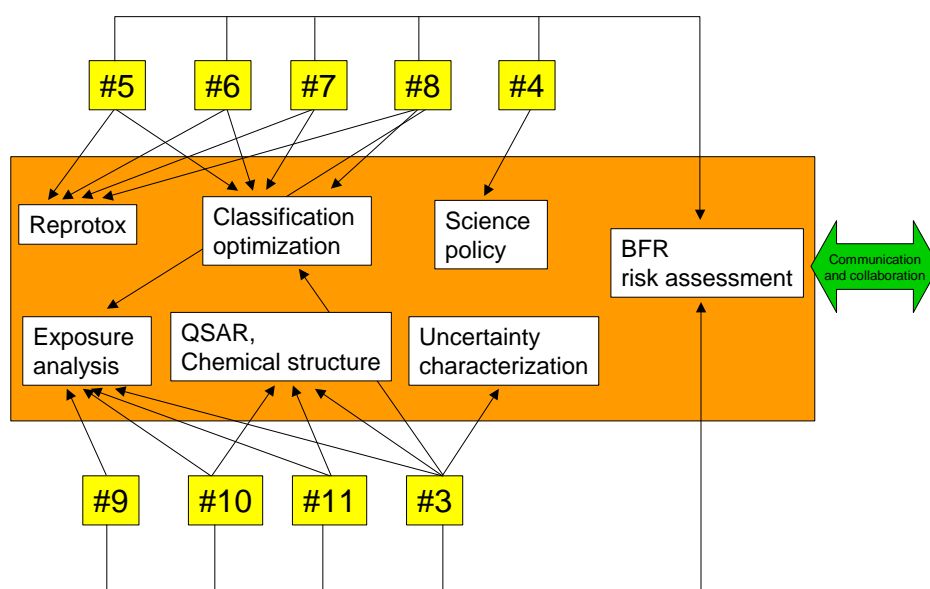 #5
#6
#7
#8
#4
Reprotox
Classification
optimization
Science
policy
BFR
risk assessment
Communication
and collaboration
Exposure
analysis
QSAR,
Chemical structure
Uncertainty
characterization
#9
#10
#11
#3